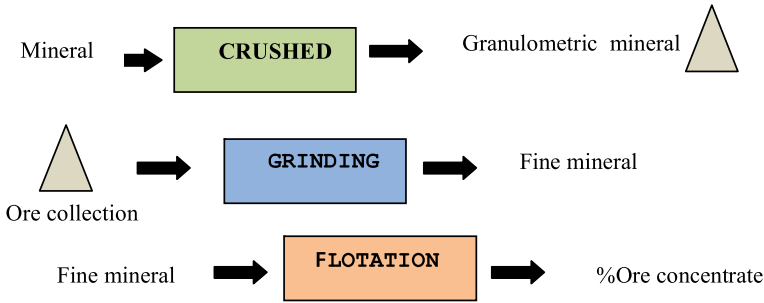 Mineral
CRUSHED
Granulometric mineral
GRINDING
Fine mineral
Ore collection
Fine mineral
FLOTATION
%Ore concentrate